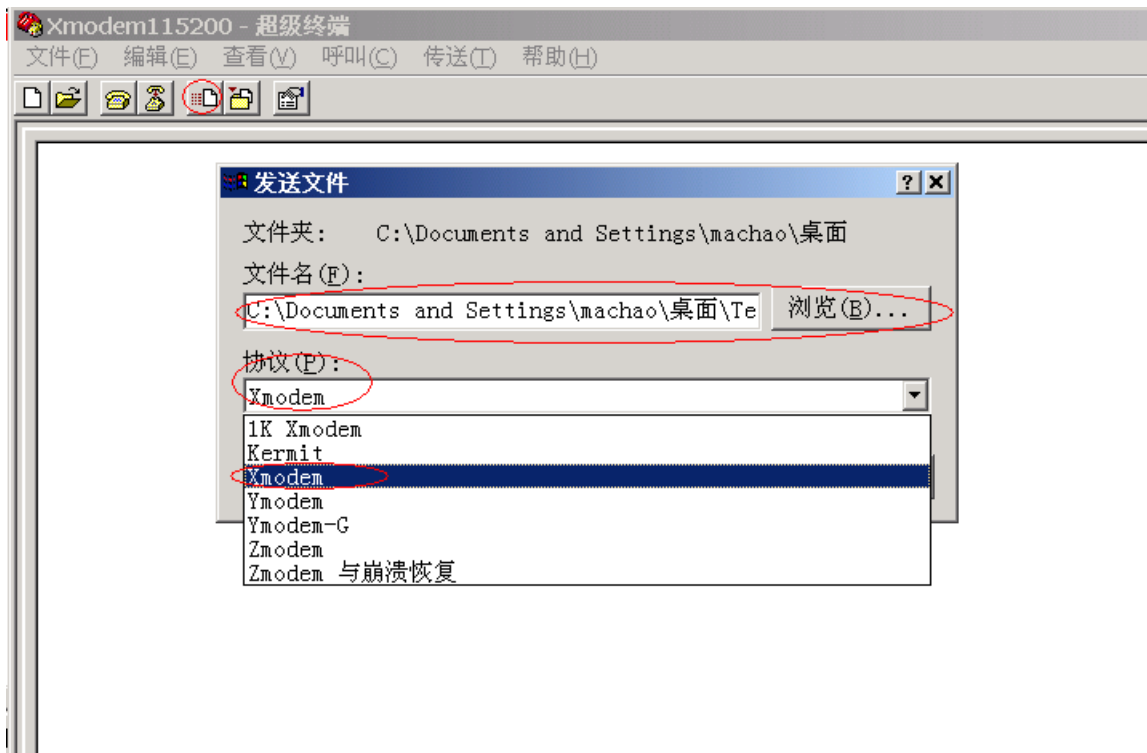 Xmodem115200 - 超级终端
文件(F) 编辑(E) 查看(V) 呼叫(C) 传送(T) 帮助(H)
发送文件
文件夹: C:\Documents and Settings\machao\桌面
文件名(F):
C:\Documents and Settings\machao\桌面\Te 浏览(B)...
协议(P):
Xmodem
1K Xmodem
Kermit
Xmodem
Ymodem
Ymodem-G
Zmodem
Zmodem 与崩溃恢复